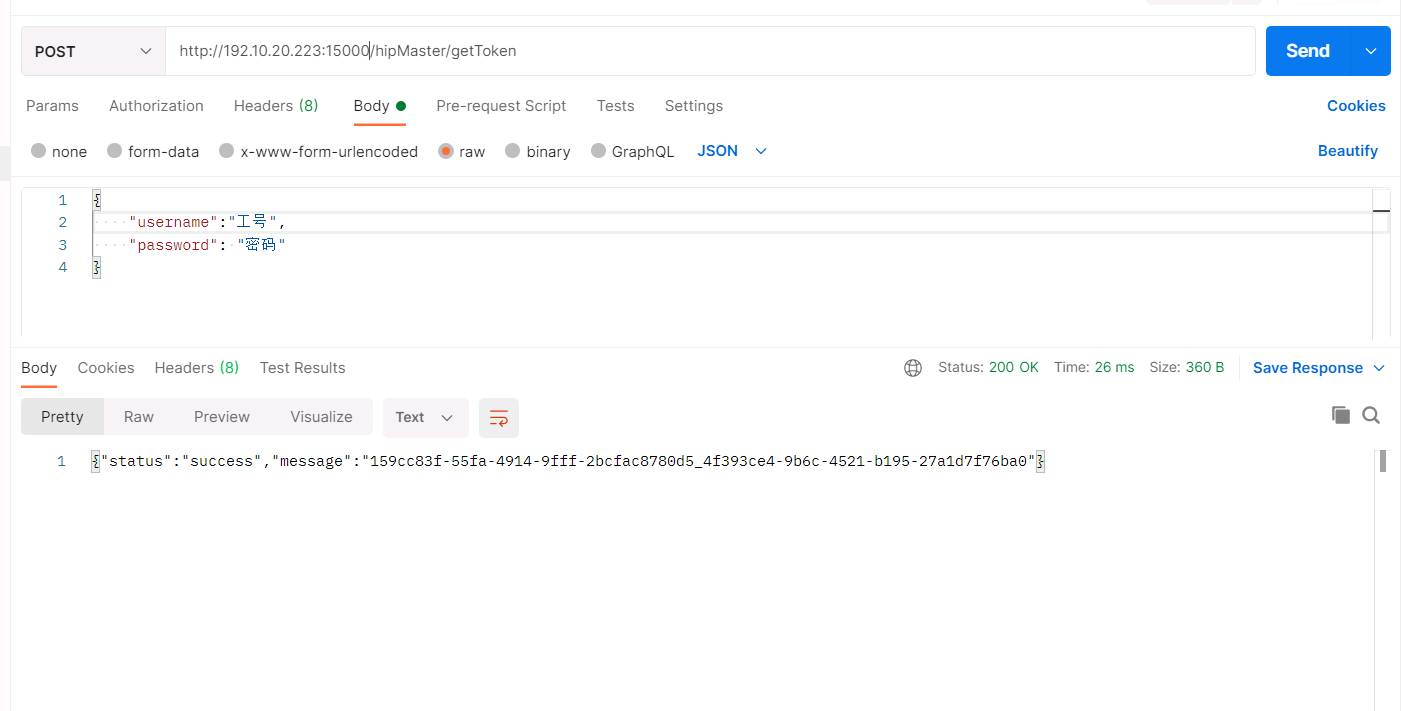 POST http://192.10.20.223:15000/hipMaster/getToken Send
Params Authorization Headers (8) Body Pre-request Script Tests Settings Cookies
none form-data x-www-form-urlencoded raw binary GraphQL JSON Beautify
1 {
2 "username":"工号",
3 "password": "密码"
4 }
Body Cookies Headers (8) Test Results Status: 200 OK Time: 26 ms Size: 360 B Save Response
Pretty Raw Preview Visualize Text
1 {"status":"success","message":"159cc83f-55fa-4914-9fff-2bcfac8780d5_4f393ce4-9b6c-4521-b195-27a1d7f76ba0"}